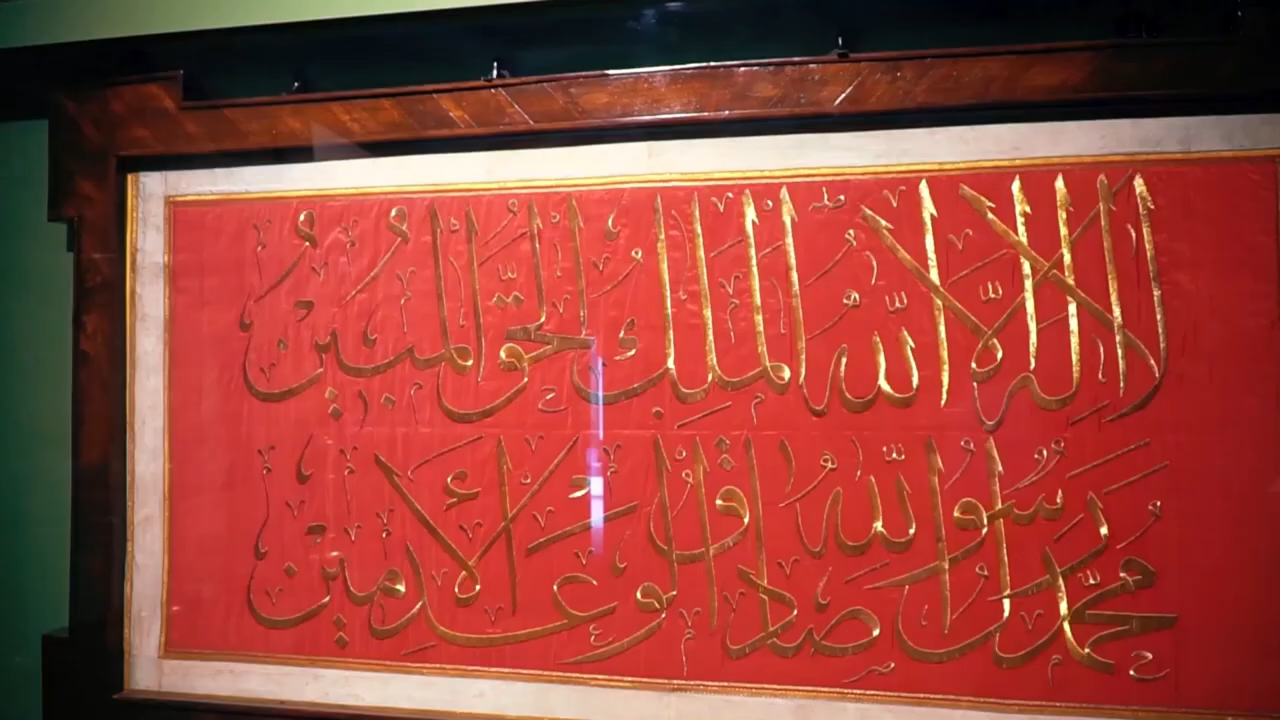 لا إله إلا الله الملك الحق المبين
محمد رسول الله صادق الوعد الأمين